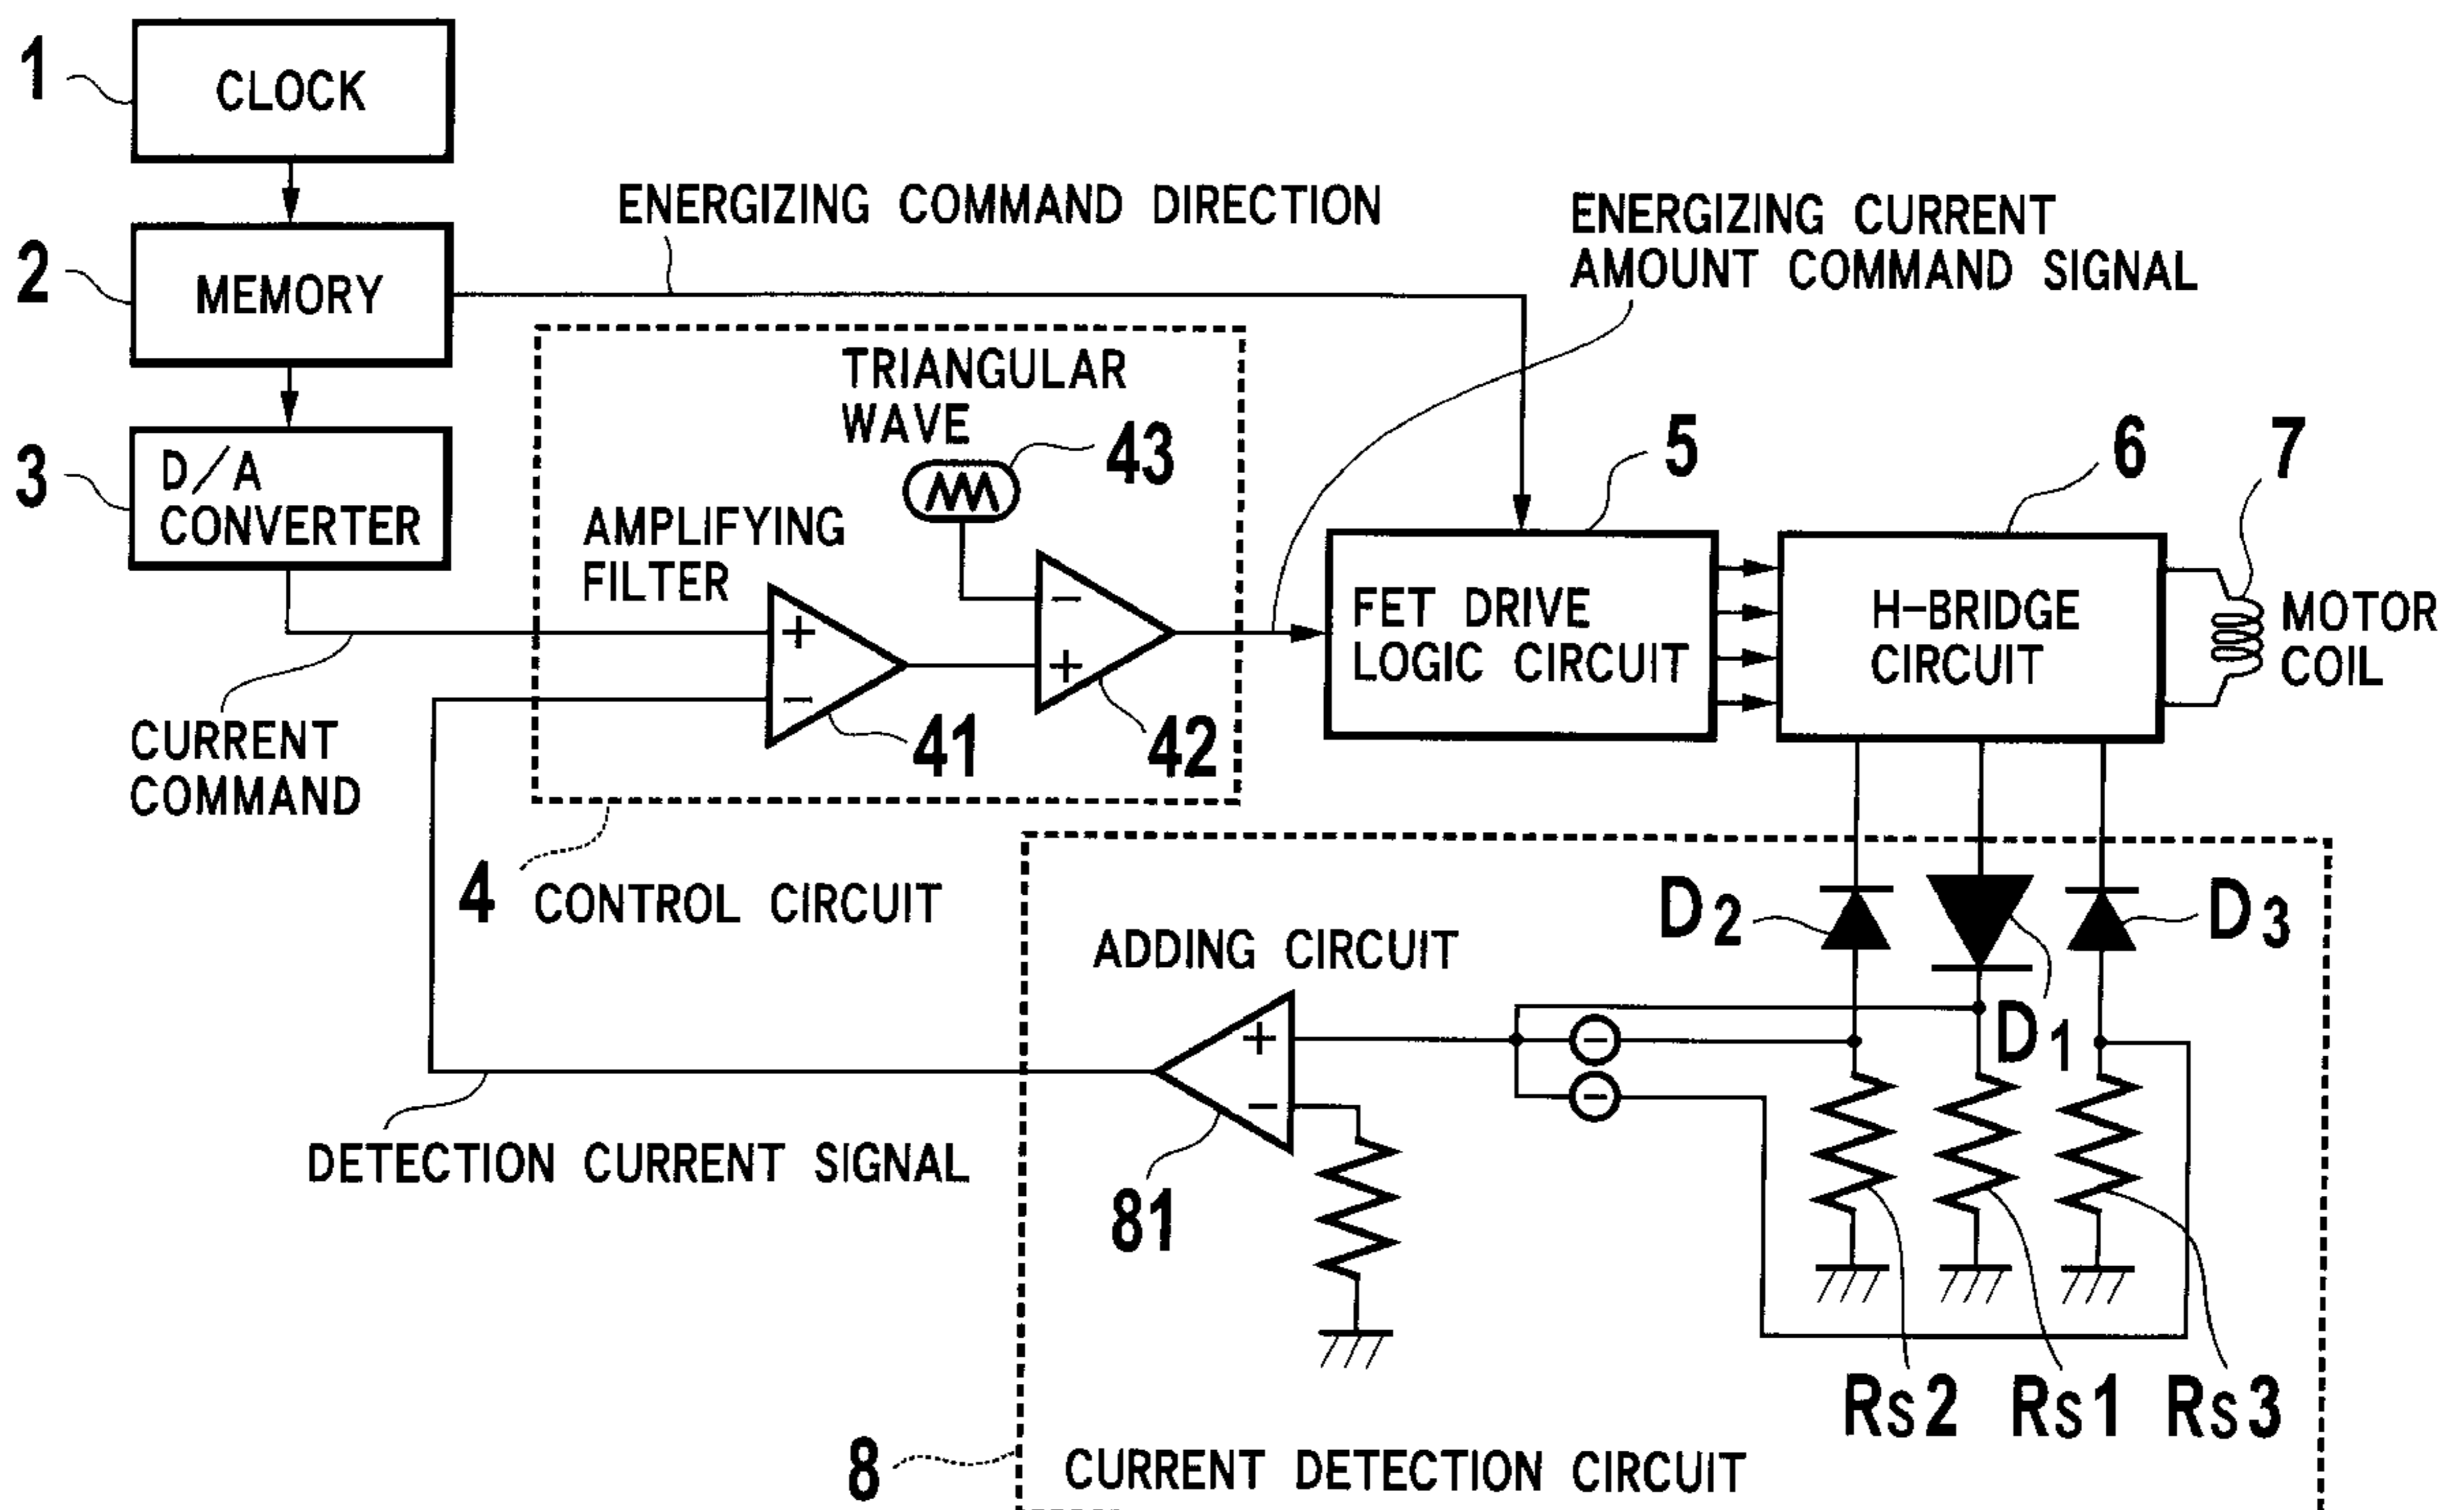 1
CLOCK
2
MEMORY
ENERGIZING COMMAND DIRECTION
ENERGIZING CURRENT
AMOUNT COMMAND SIGNAL
3
D/A
CONVERTER
TRIANGULAR
WAVE
43
AMPLIFYING
FILTER
+
-
41
-
+
42
5
FET DRIVE
LOGIC CIRCUIT
6
H-BRIDGE
CIRCUIT
7
MOTOR
COIL
CURRENT
COMMAND
4
CONTROL CIRCUIT
D2
D1
D3
ADDING CIRCUIT
+
-
-
-
81
DETECTION CURRENT SIGNAL
Rs2
Rs1
Rs3
8
CURRENT DETECTION CIRCUIT